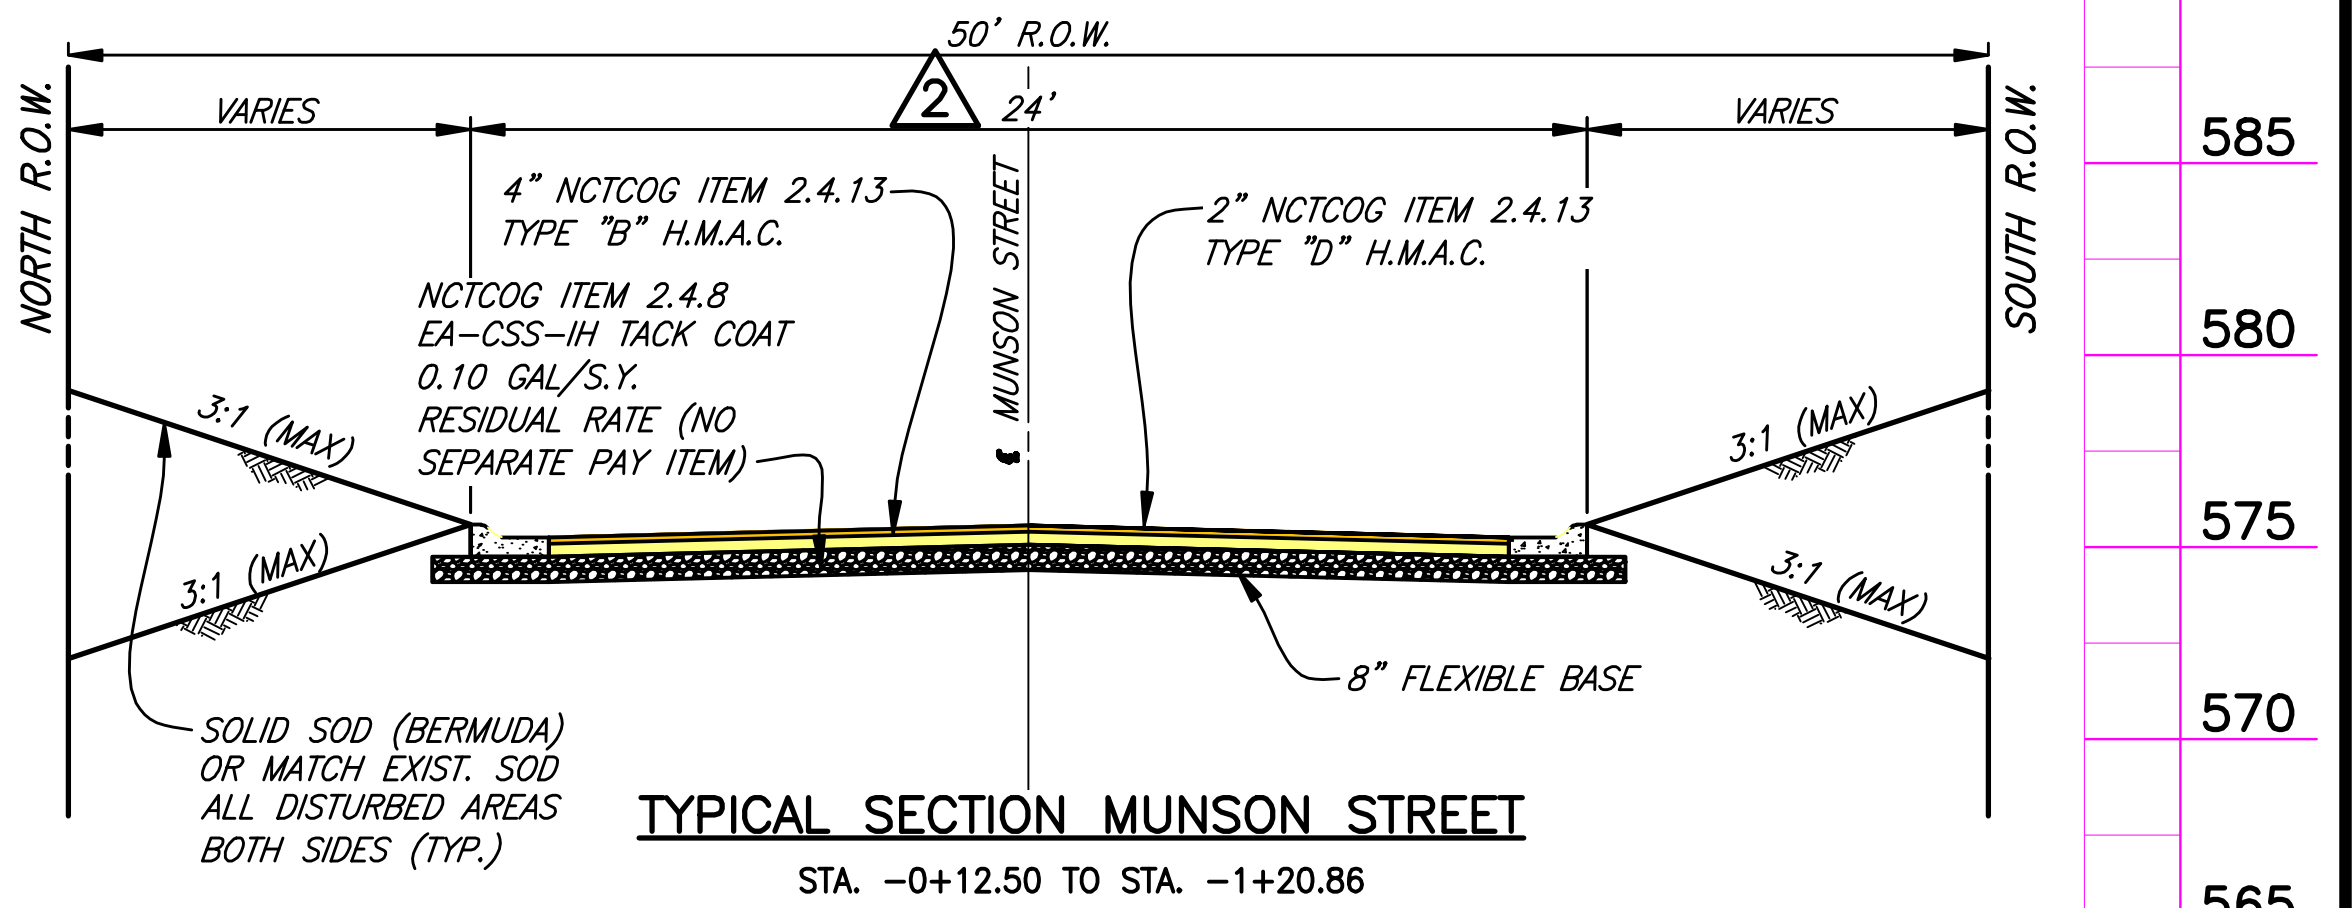 50' R.O.W.
2
24'
VARIES
VARIES
NORTH R.O.W.
SOUTH R.O.W.
MUNSON STREET
4" NCTCOG ITEM 2.4.13
TYPE "B" H.M.A.C.
2" NCTCOG ITEM 2.4.13
TYPE "D" H.M.A.C.
NCTCOG ITEM 2.4.8
EA-CSS-IH TACK COAT
0.10 GAL/S.Y.
RESIDUAL RATE (NO
SEPARATE PAY ITEM)
3:1 (MAX)
3:1 (MAX)
3:1 (MAX)
3:1 (MAX)
8" FLEXIBLE BASE
SOLID SOD (BERMUDA)
OR MATCH EXIST. SOD
ALL DISTURBED AREAS
BOTH SIDES (TYP.)
TYPICAL SECTION MUNSON STREET
STA. -0+12.50 TO STA. -1+20.86
585
580
575
570
565